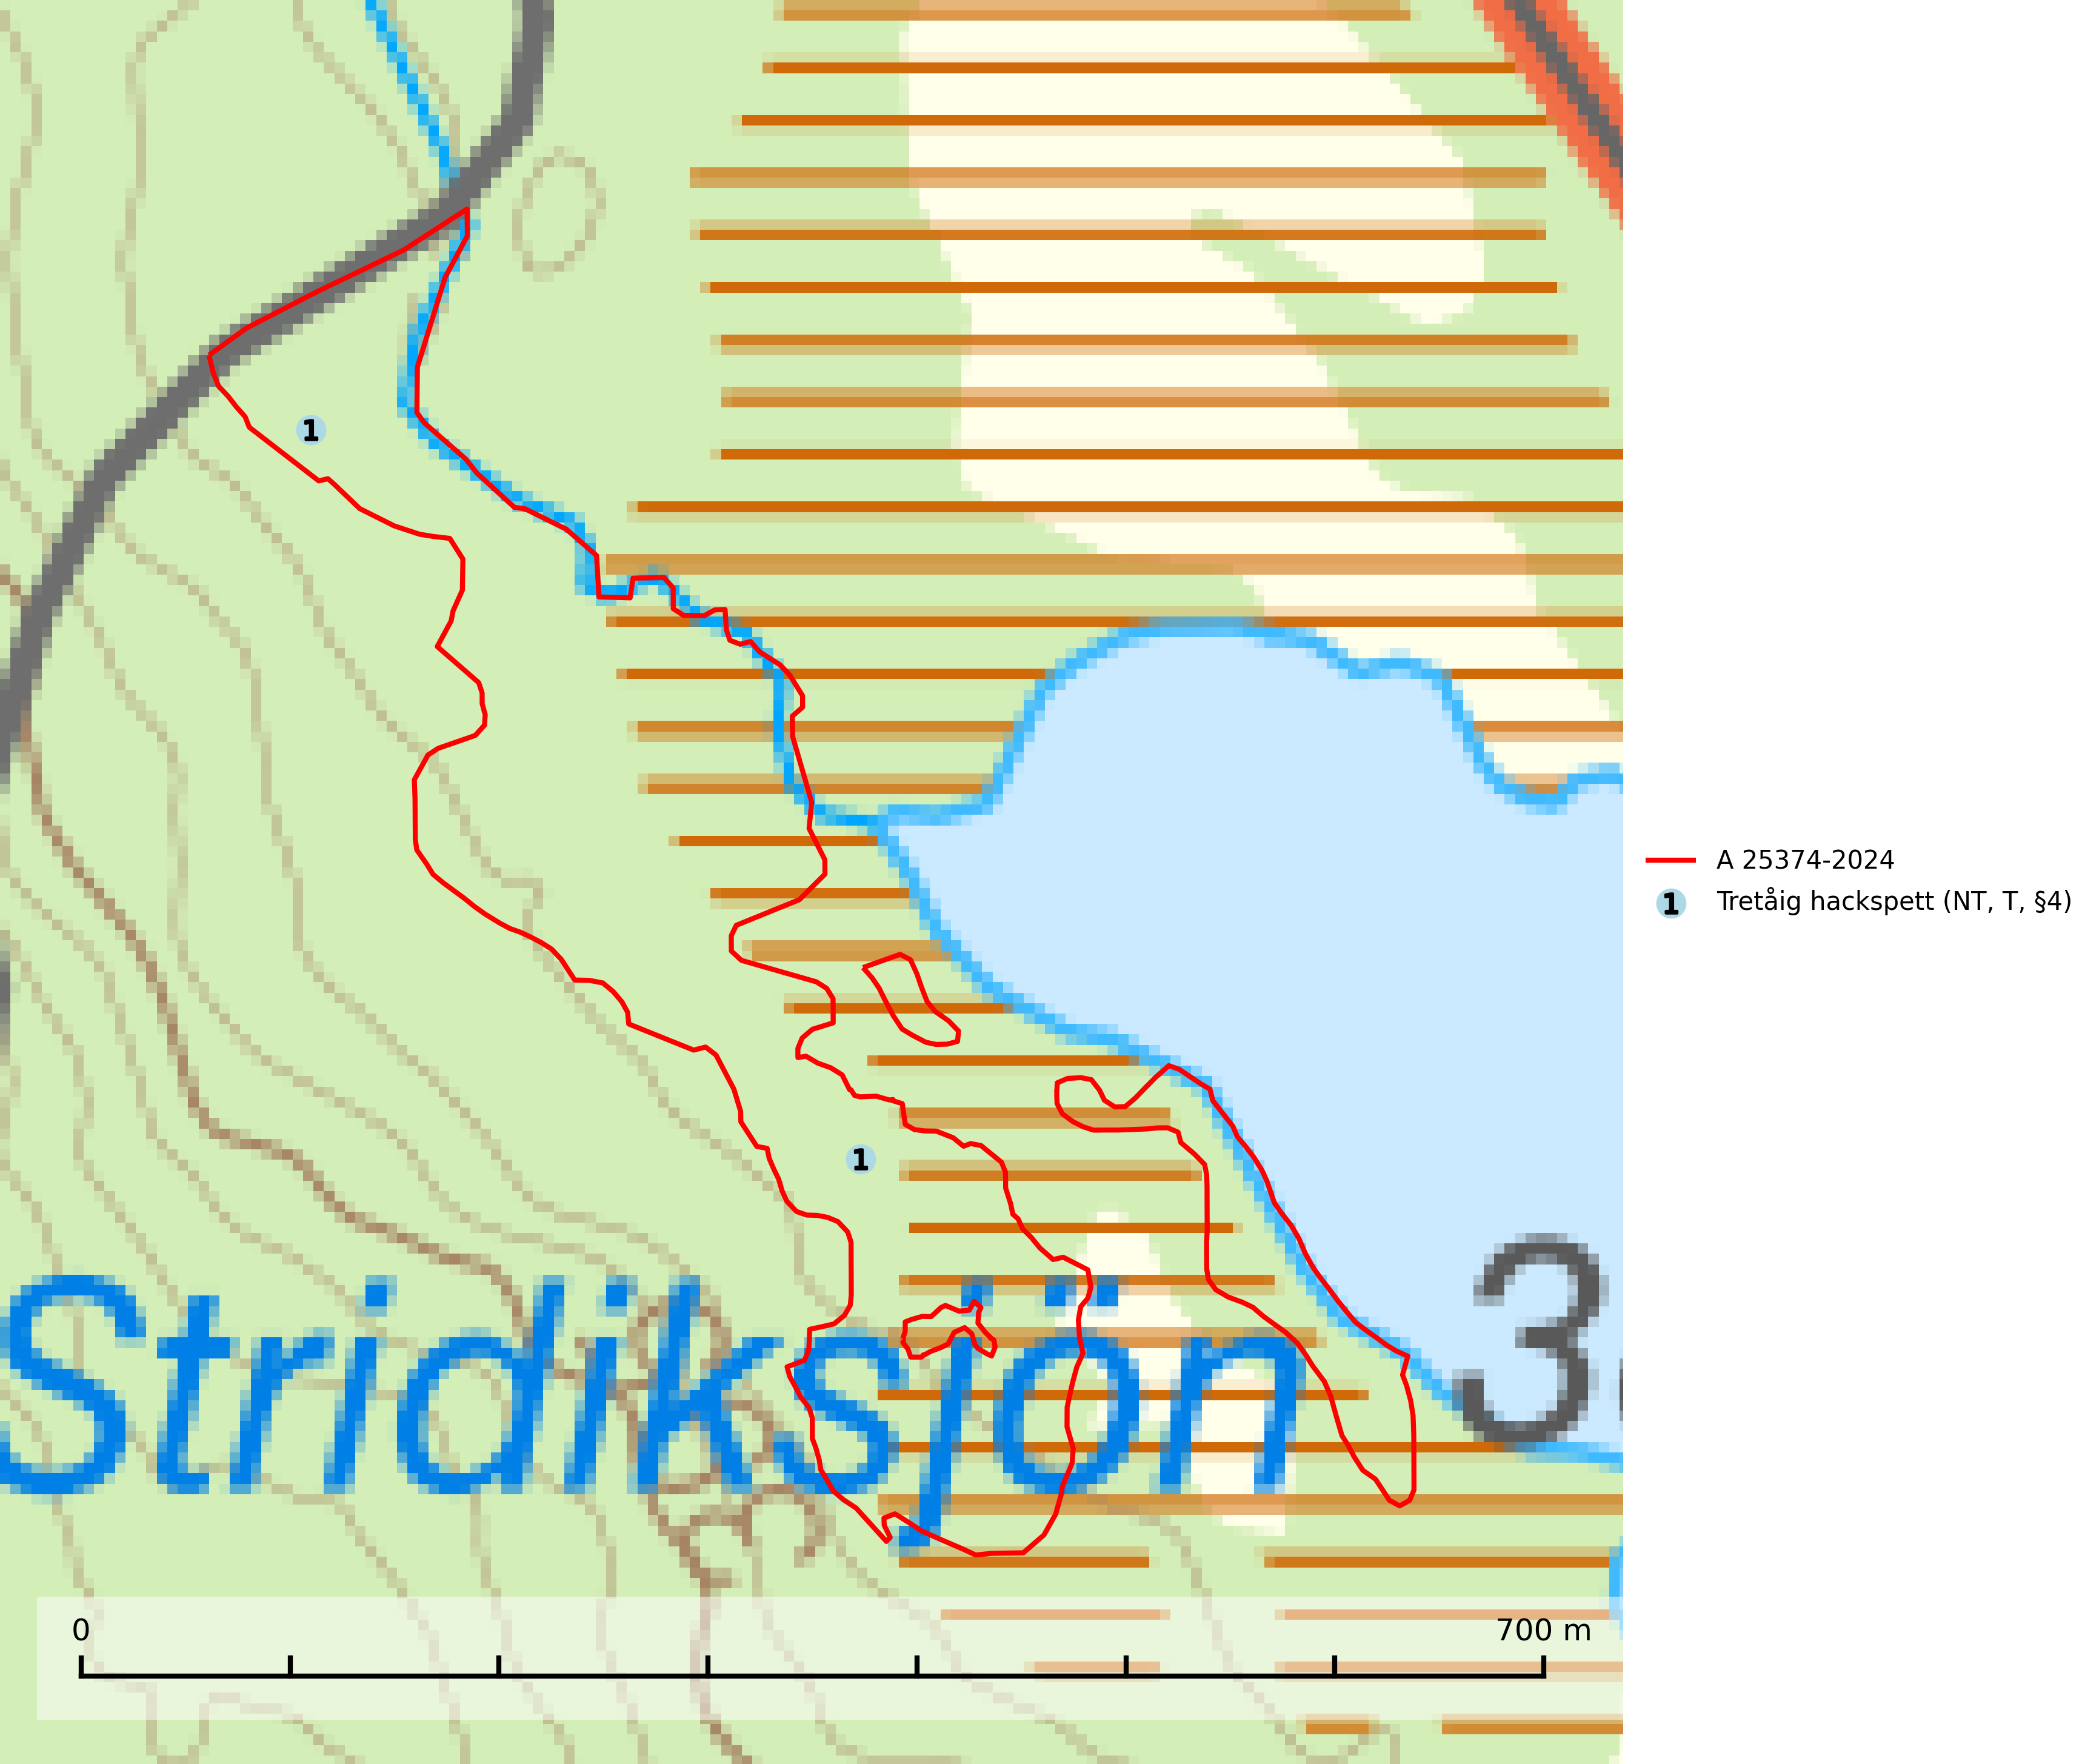 1
A 25374-2024
1 Tretåig hackspett (NT, T, §4)
1
3
Stridiksjön
0 700 m